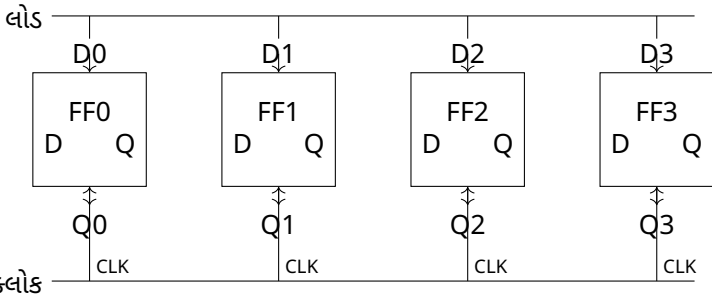 લોડ
D0 D1 D2 D3
FF0 FF1 FF2 FF3
D Q D Q D Q D Q
Q0 Q1 Q2 Q3
CLK CLK CLK CLK
ક્લોક